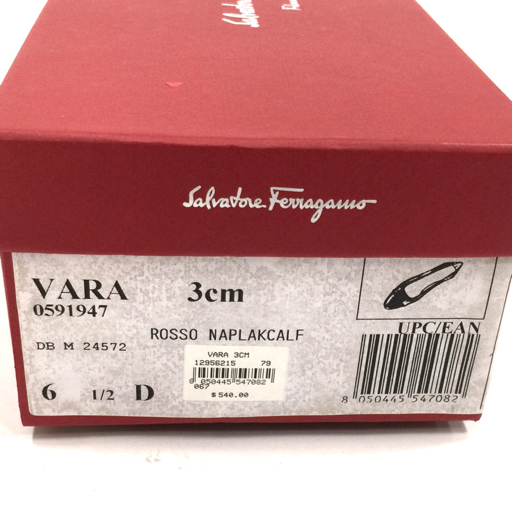 Salvatore
Salvatore Ferragamo
VARA 3cm
0591947
ROSSO NAPLAKCALF
DB M 24572
6 1/2 D
UPC/EAN
8 050445 547082
VARA 3CM
12956215 79
8 050445 547082
067
$540.00